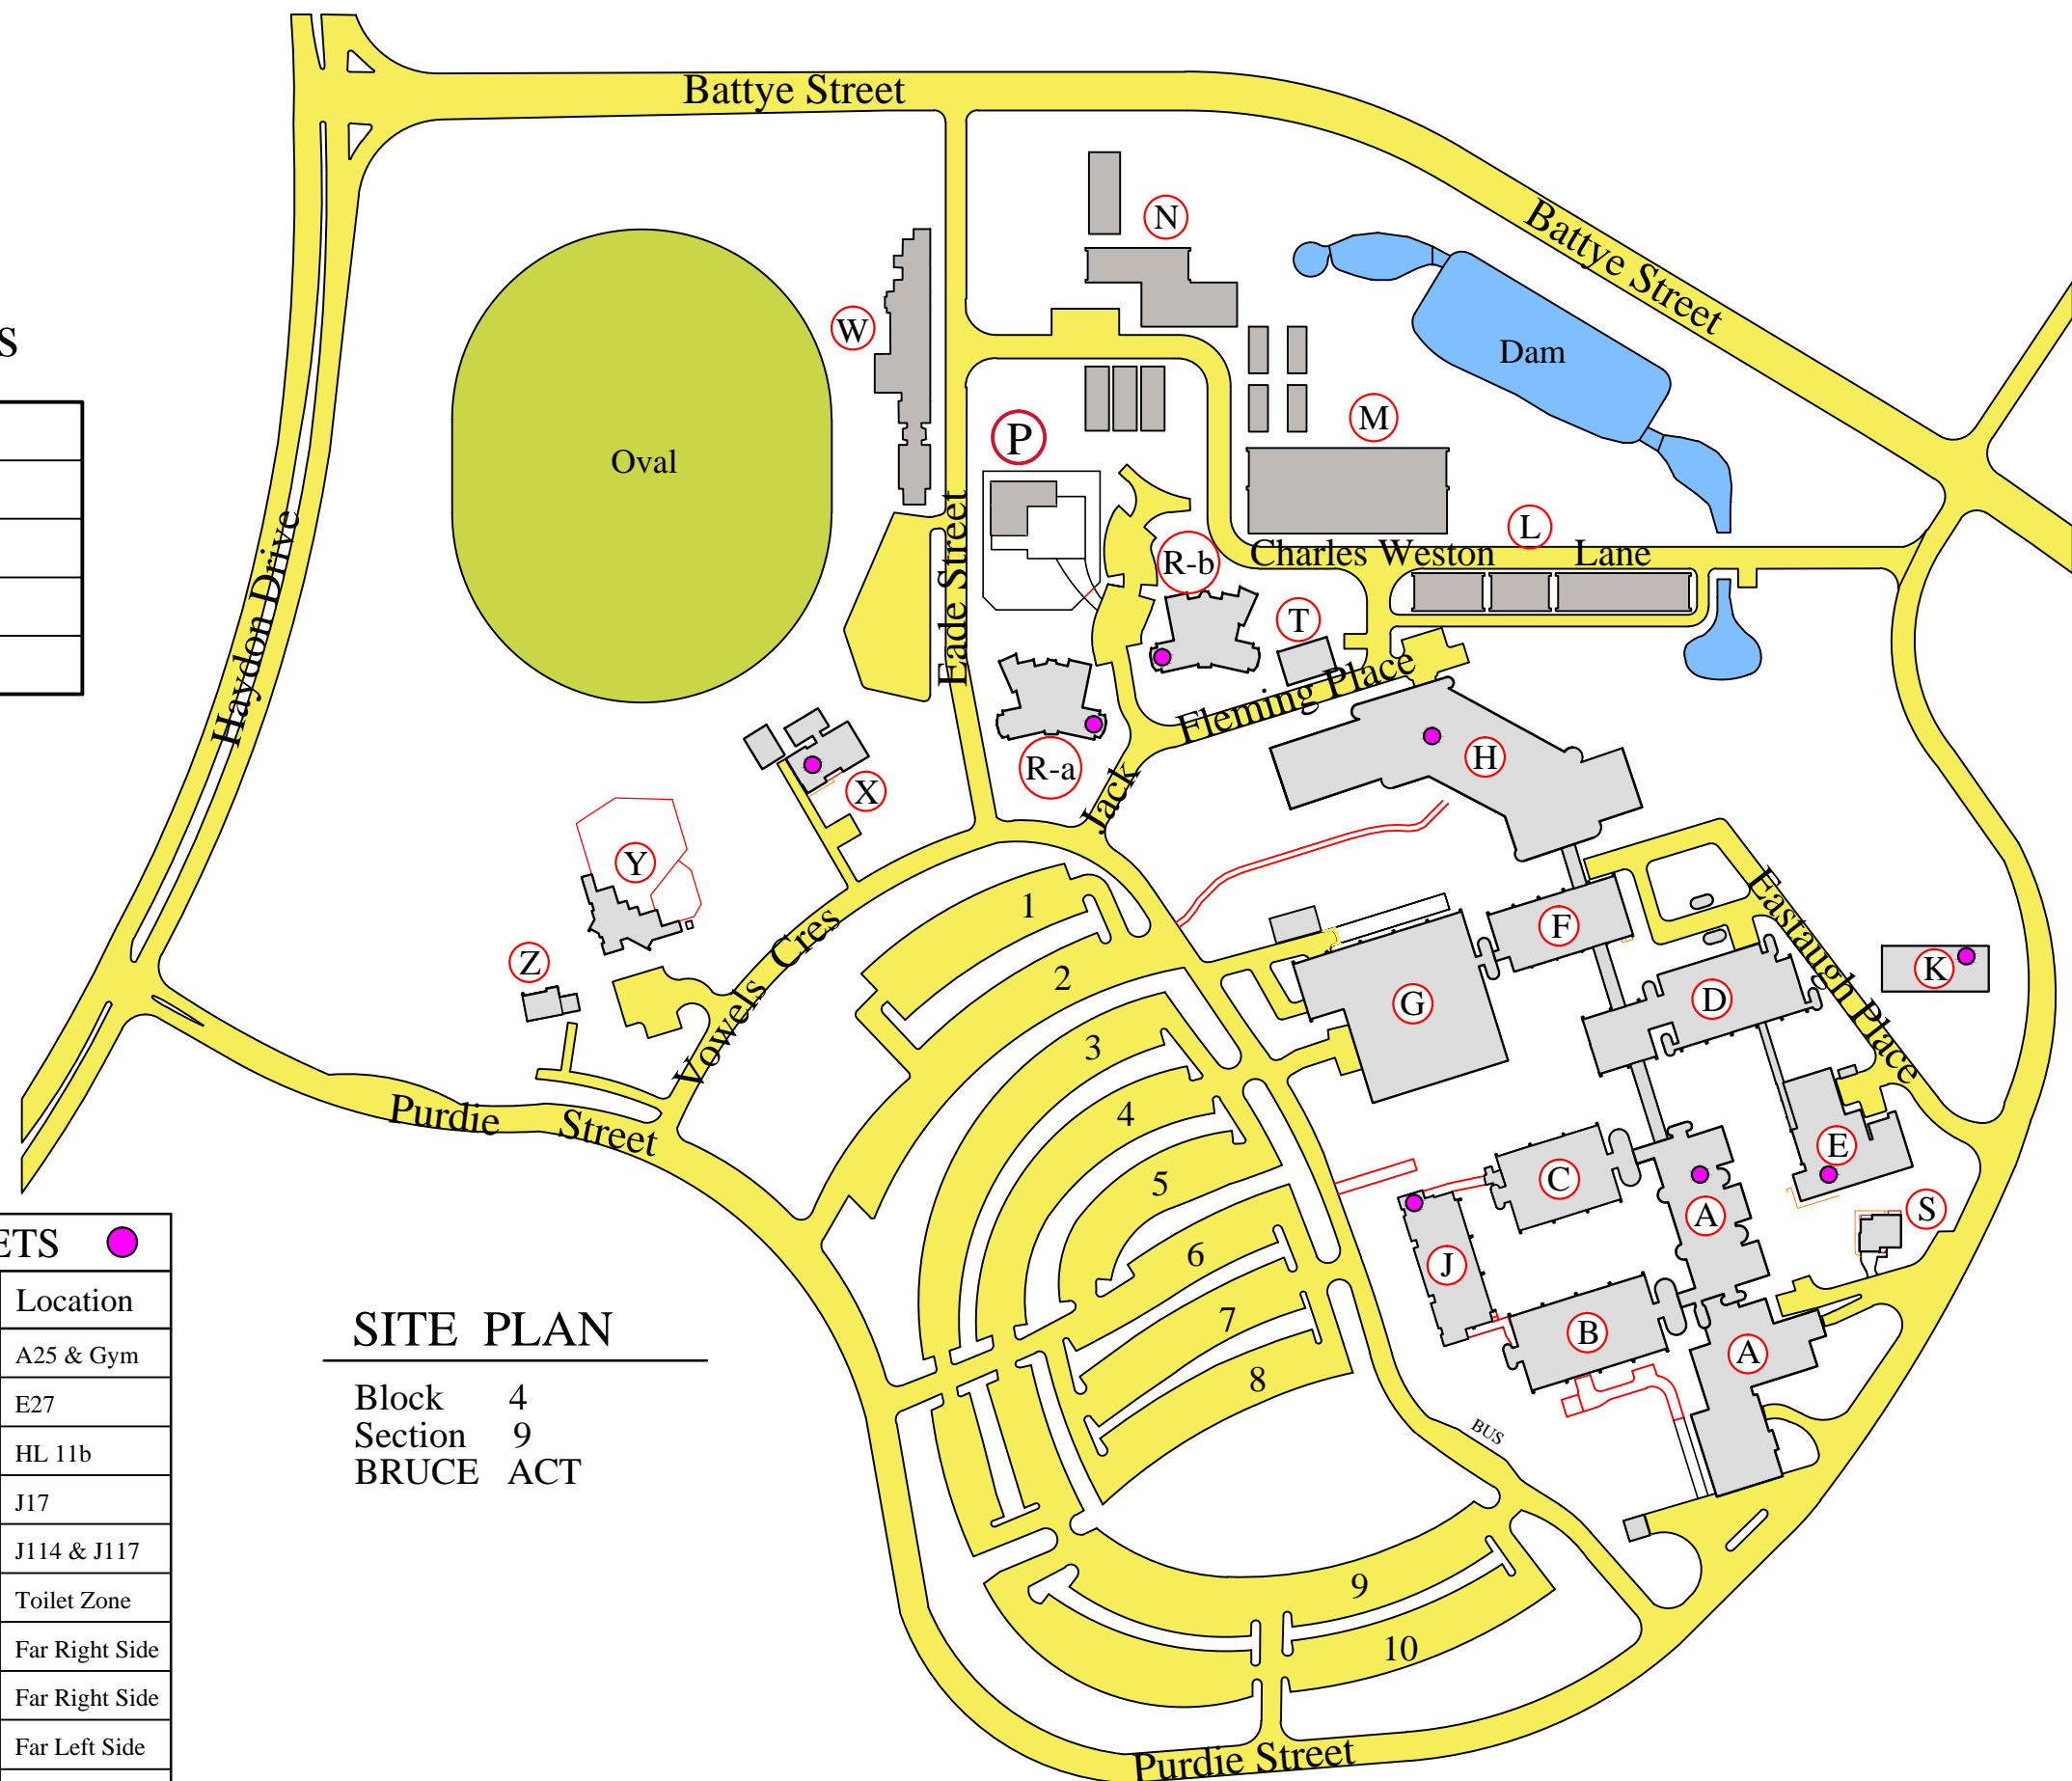 Battye Street
Battye Street
N
S
W
Dam
M
P
Oval
L
Charles Weston Lane
R-b
Haydon Drive
Eade Street
T
Fleming Place
R-a
H
Jack
X
Y
1
Eastaugh Place
F
Vowels Cres
Z
2
K
G
D
3
4
Purdie Street
E
5
C
S
A
ETS
6
J
Location
7
B
SITE PLAN
A
A25 & Gym
8
E27
Block 4
Section 9
BUS
HL 11b
BRUCE ACT
J17
J114 & J117
9
Toilet Zone
10
Far Right Side
Far Right Side
Far Left Side
Purdie Street